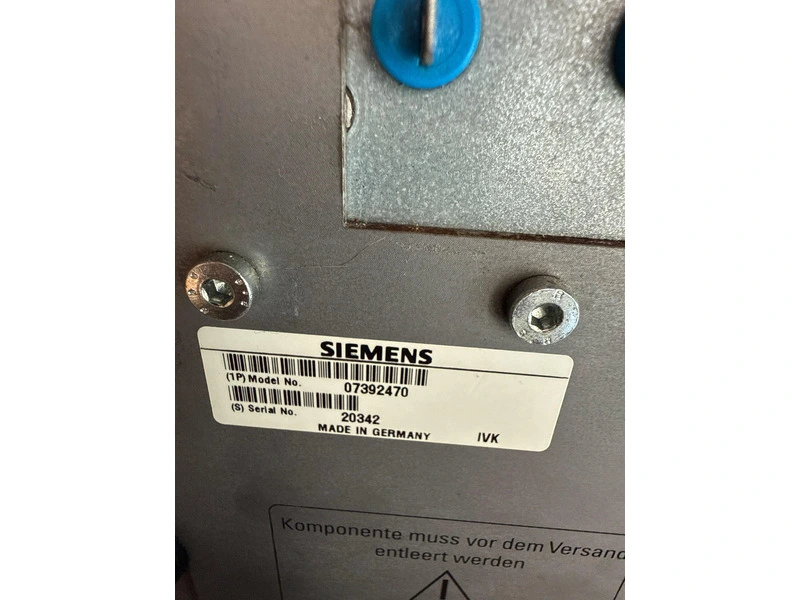 SIEMENS
(1P) Model No. 07392470
(S) Serial No. 20342
MADE IN GERMANY IVK
Komponente muss vor dem Versand
entleert werden